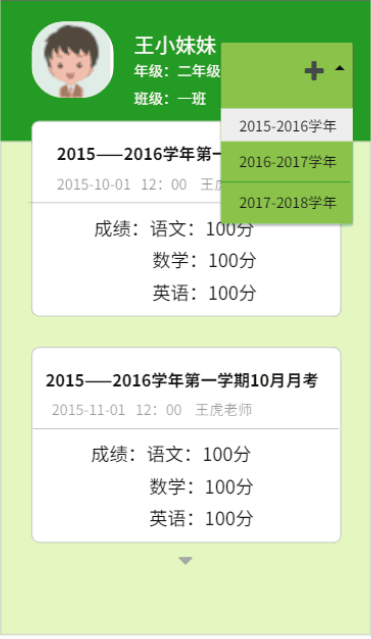 王小妹妹
年级：二年级
班级：一班
2015-2016学年
2016-2017学年
2017-2018学年
2015——2016学年第一
2015-10-01 12：00 王
成绩：语文：100分
数学：100分
英语：100分
2015——2016学年第一学期10月月考
2015-11-01 12：00 王虎老师
成绩：语文：100分
数学：100分
英语：100分